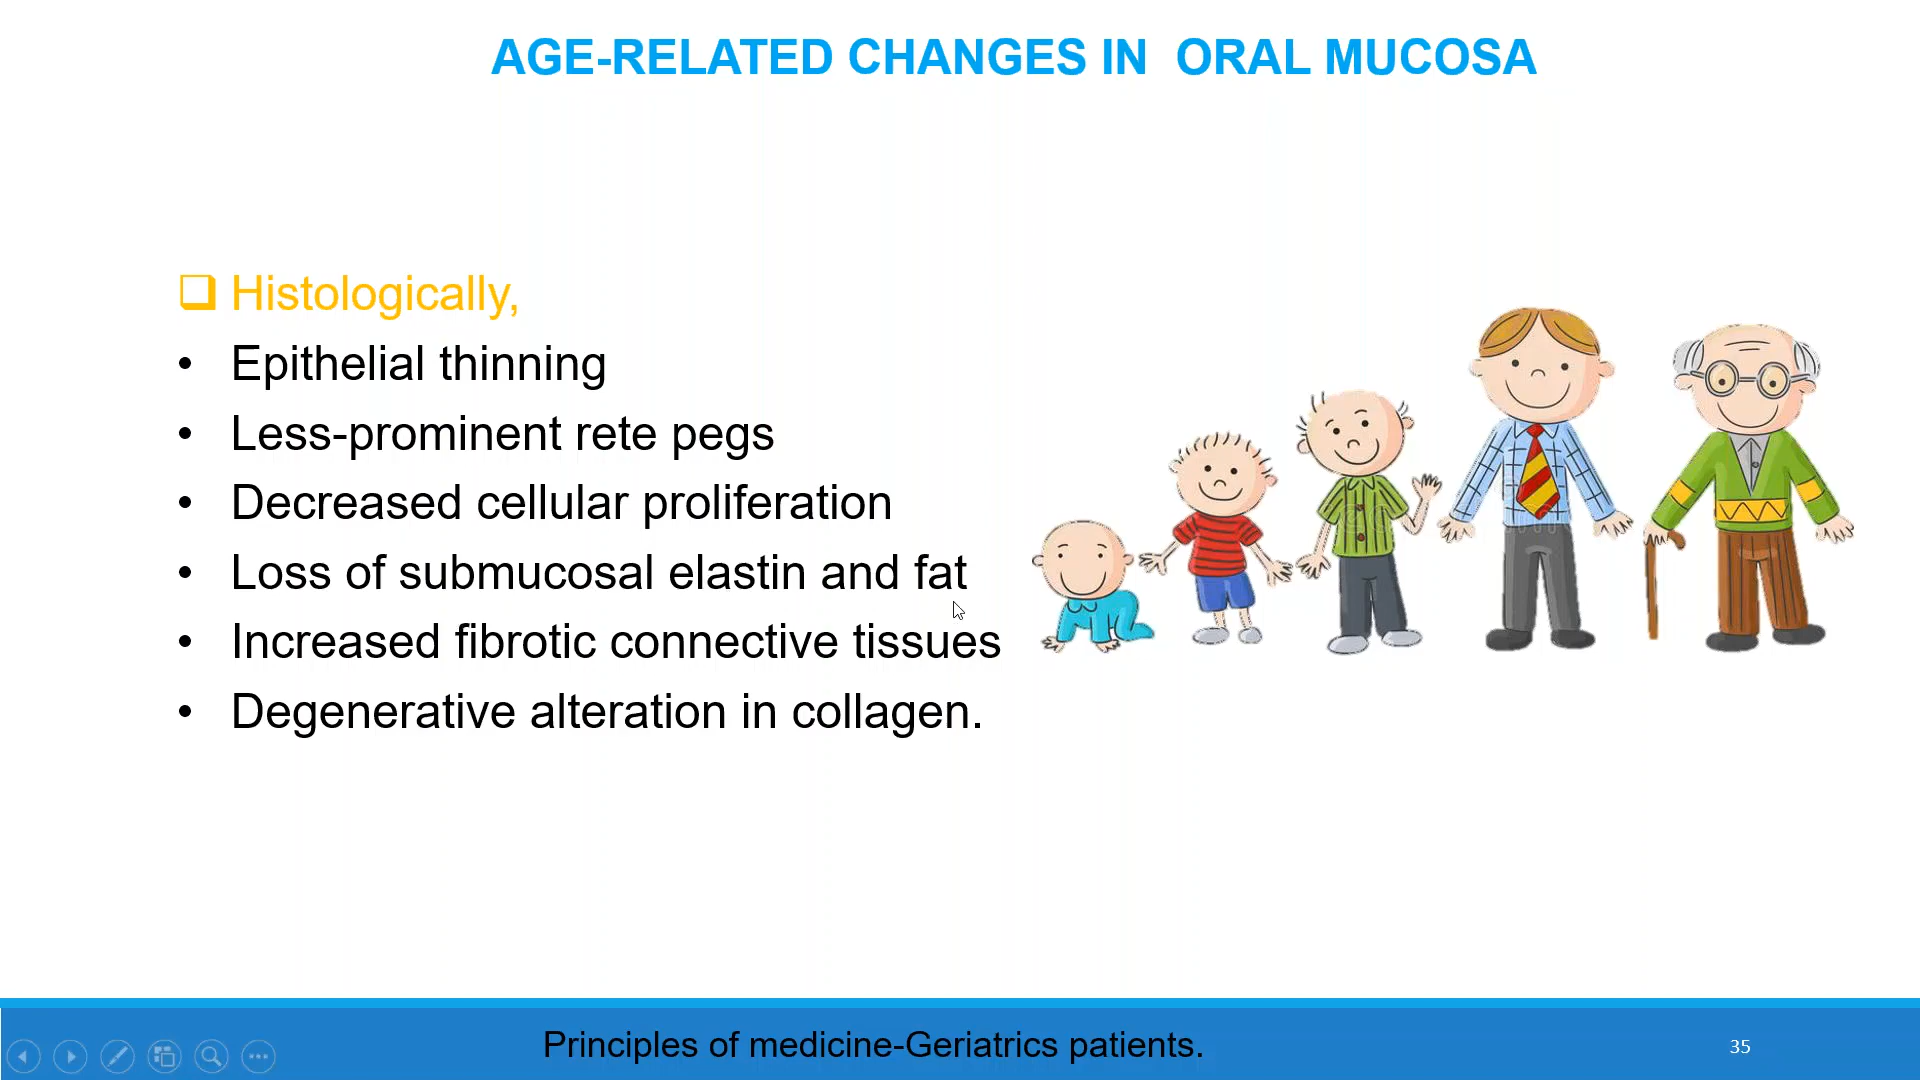 AGE-RELATED CHANGES IN ORAL MUCOSA
Histologically,
• Epithelial thinning
• Less-prominent rete pegs
• Decreased cellular proliferation
• Loss of submucosal elastin and fat
• Increased fibrotic connective tissues
• Degenerative alteration in collagen.
Principles of medicine-Geriatrics patients.
35